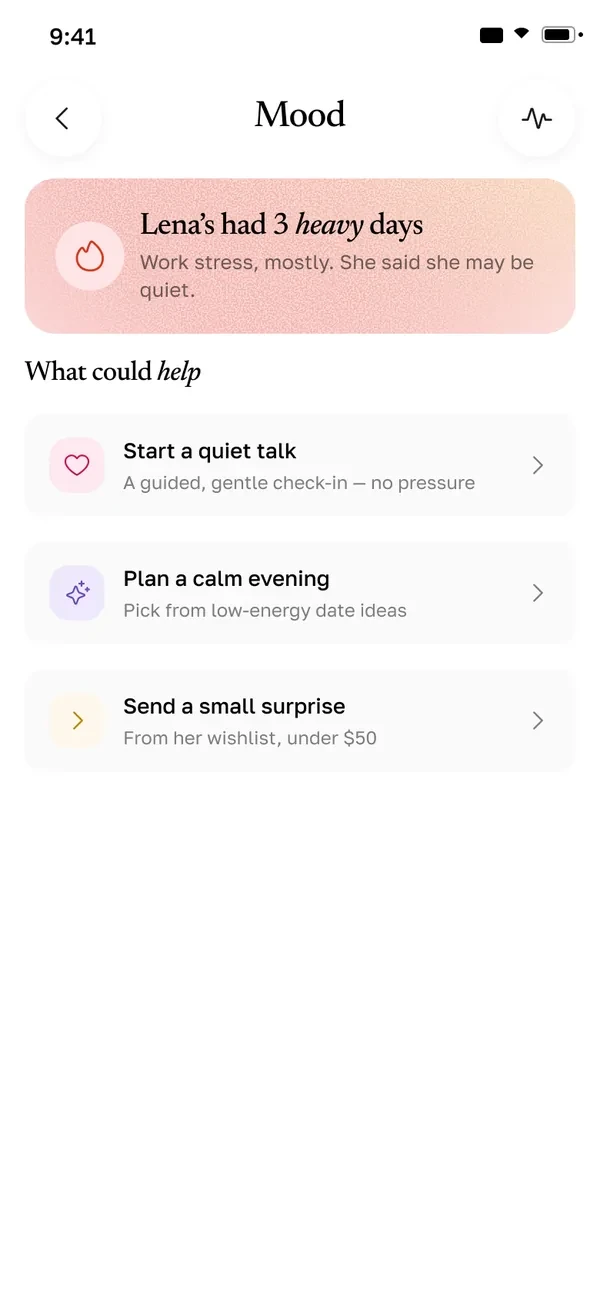 9:41
Mood
Lena’s had 3 heavy days
Work stress, mostly. She said she may be
quiet.
What could help
Start a quiet talk
A guided, gentle check-in — no pressure
Plan a calm evening
Pick from low-energy date ideas
Send a small surprise
From her wishlist, under $50